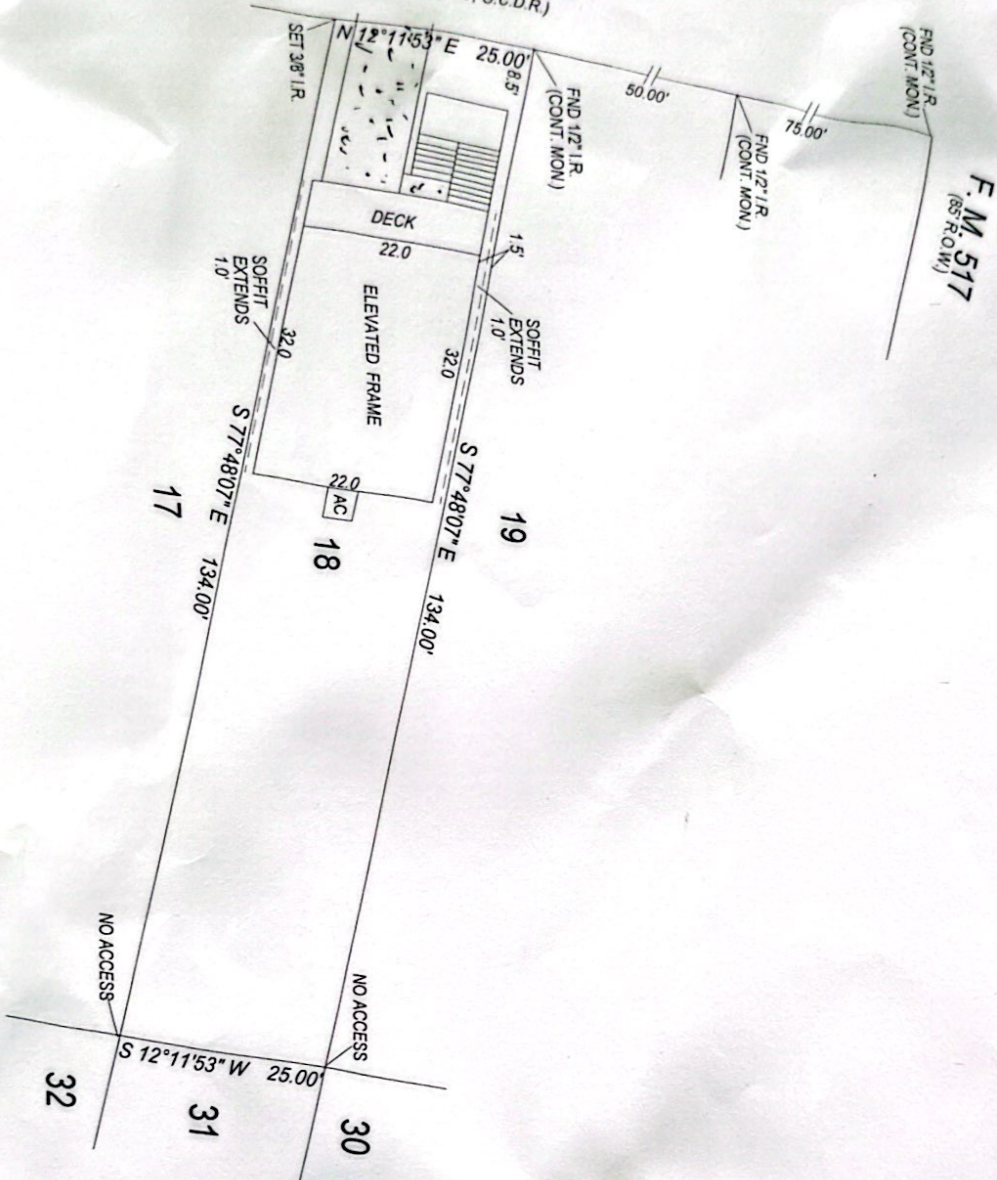 F. M. 517
(85' R.O.W.)
FND 1/2" I.R.
(CONT. MON.)
75.00'
FND 1/2" I.R.
(CONT. MON.)
50.00'
FND 1/2" I.R.
(CONT. MON.)
N 12°11'53" E 25.00'
8.5'
SET 3/8" I.R.
DECK
22.0
1.5'
SOFFIT
EXTENDS
1.0'
SOFFIT
EXTENDS
1.0'
ELEVATED FRAME
32.0
32.0
22.0
AC
S 77°48'07" E 134.00'
S 77°48'07" E 134.00'
19
18
17
NO ACCESS
NO ACCESS
S 12°11'53" W 25.00'
30
31
32